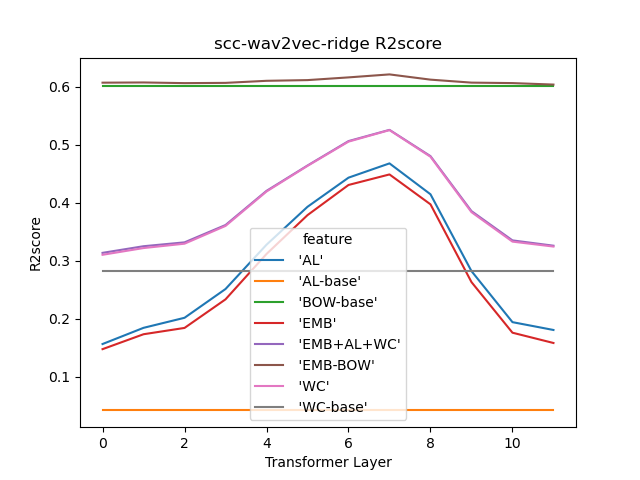 scc-wav2vec-ridge R2score
R2score
0.6
0.5
0.4
0.3
0.2
0.1
feature
'AL'
'AL-base'
'BOW-base'
'EMB'
'EMB+AL+WC'
'EMB-BOW'
'WC'
'WC-base'
0 2 4 6 8 10
Transformer Layer